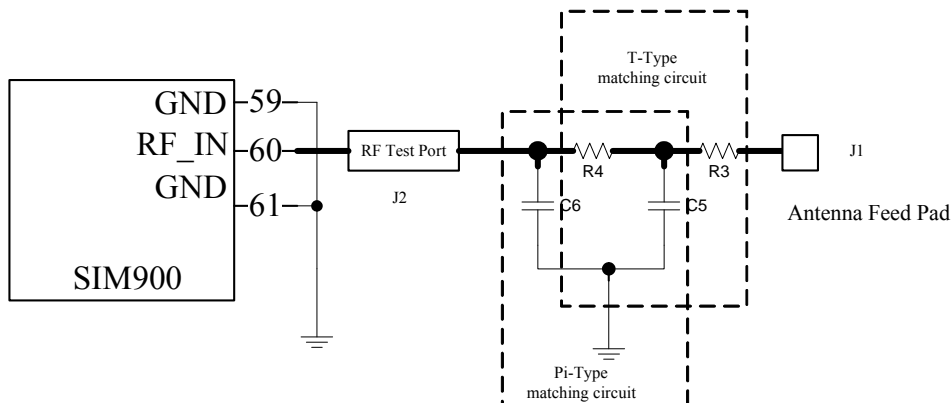 T-Type
matching circuit
GND
59
RF_IN
60
GND
61
SIM900
RF Test Port
J2
R4
R3
C6
C5
J1
Antenna Feed Pad
Pi-Type
matching circuit